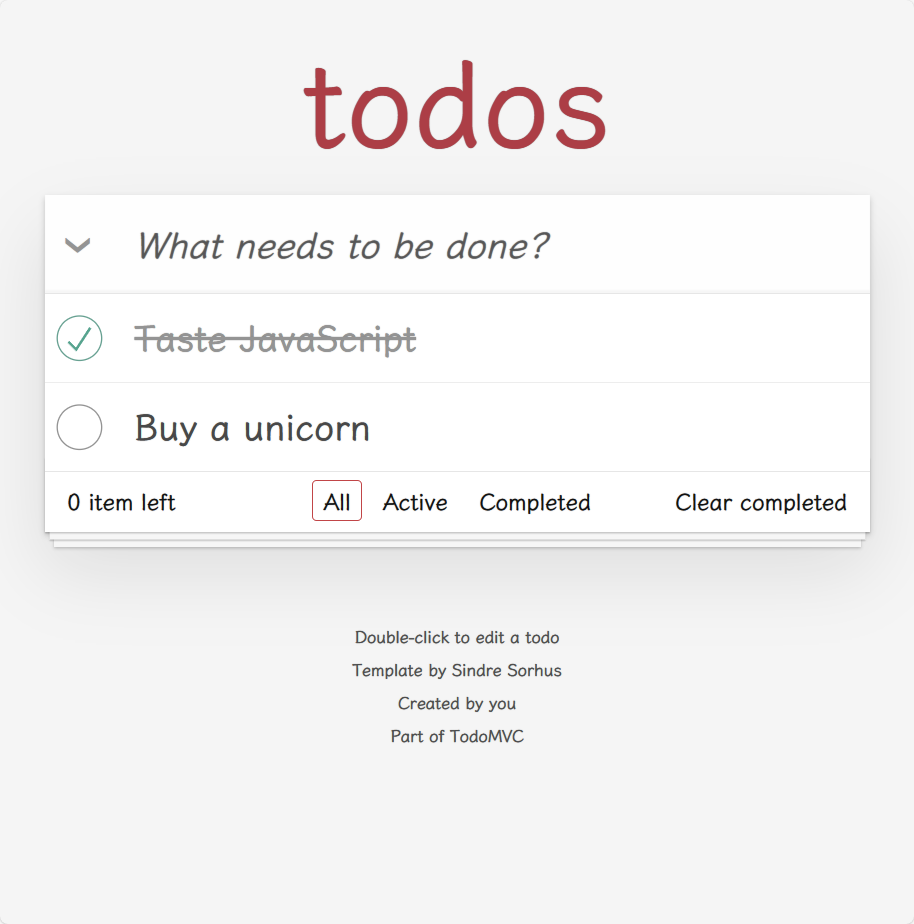 todos
What needs to be done?
Taste JavaScript
Buy a unicorn
0 item left All Active Completed Clear completed
Double-click to edit a todo
Template by Sindre Sorhus
Created by you
Part of TodoMVC